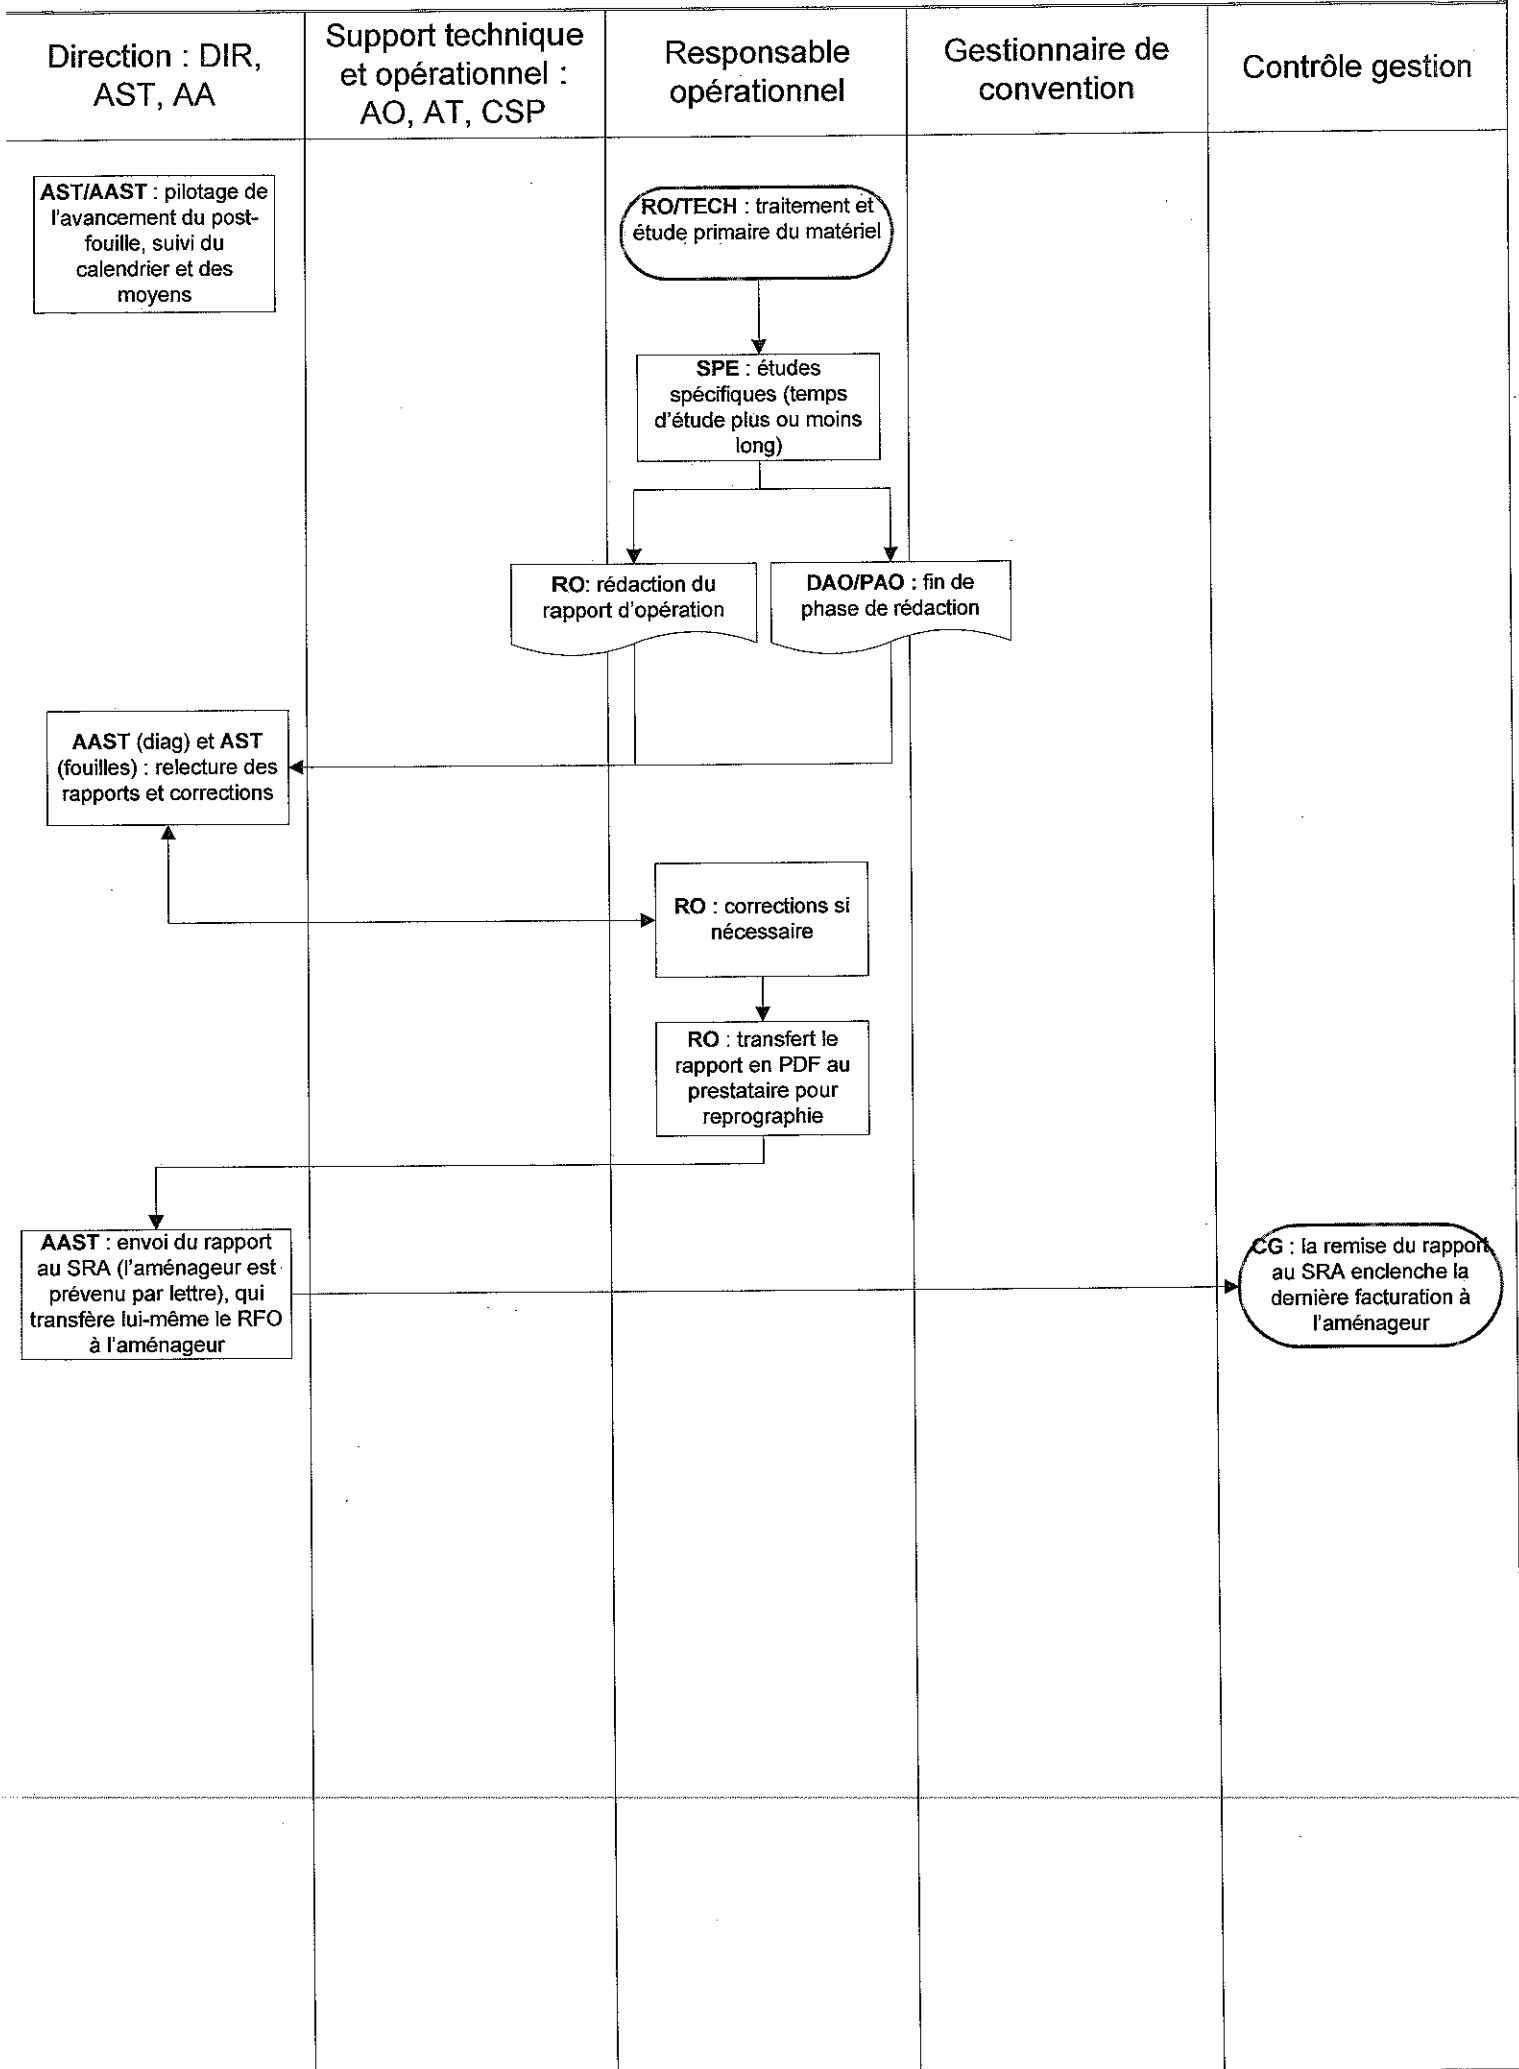 Direction : DIR,
AST, AA
Support technique
et opérationnel :
AO, AT, CSP
Responsable
opérationnel
Gestionnaire de
convention
Contrôle gestion
AST/AAST : pilotage de
l'avancement du post-
fouille, suivi du
calendrier et des
moyens
RO/TECH : traitement et
étude primaire du matériel
SPE : études
spécifiques (temps
d'étude plus ou moins
long)
RO: rédaction du
rapport d'opération
DAO/PAO : fin de
phase de rédaction
AAST (diag) et AST
(fouilles) : relecture des
rapports et corrections
RO : corrections si
nécessaire
RO : transfert le
rapport en PDF au
prestataire pour
reprographie
AAST : envoi du rapport
au SRA (l'aménageur est
prévenu par lettre), qui
transfère lui-même le RFO
à l'aménageur
CG : la remise du rapport
au SRA enclenche la
dernière facturation à
l'aménageur